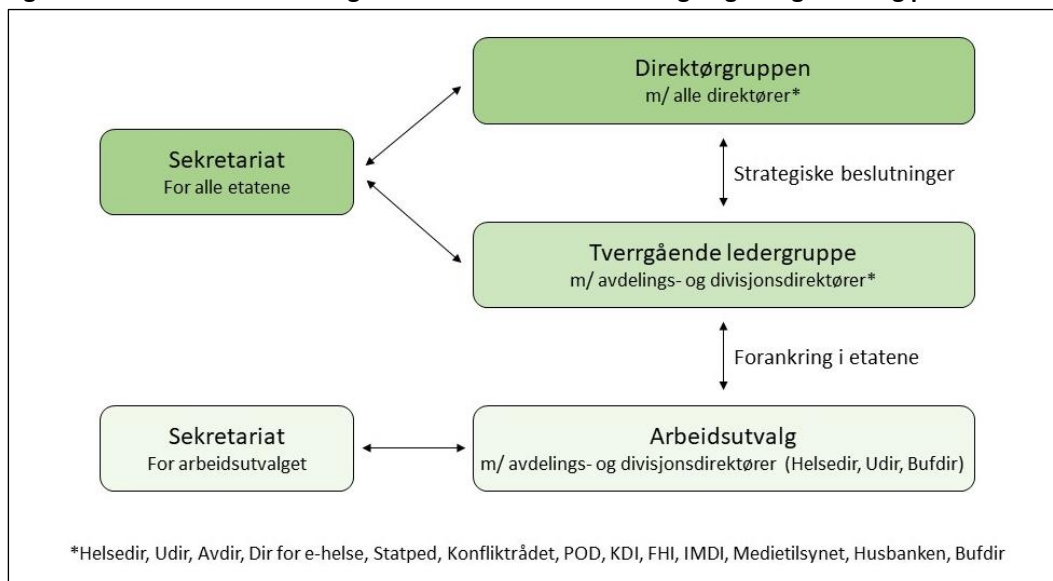 Direktørgruppen
m/ alle direktører*
Sekretariat
For alle etatene
Strategiske beslutninger
Tverrgående ledergruppe
m/ avdelings- og divisjonsdirektører*
Forankring i etatene
Sekretariat
For arbeidsutvalget
Arbeidsutvalg
m/ avdelings- og divisjonsdirektører (Helsedir, Udir, Bufdir)
*Helsedir, Udir, Avdir, Dir for e-helse, Statped, Konfliktrådet, POD, KDI, FHI, IMDI, Medietilsynet, Husbanken, Bufdir